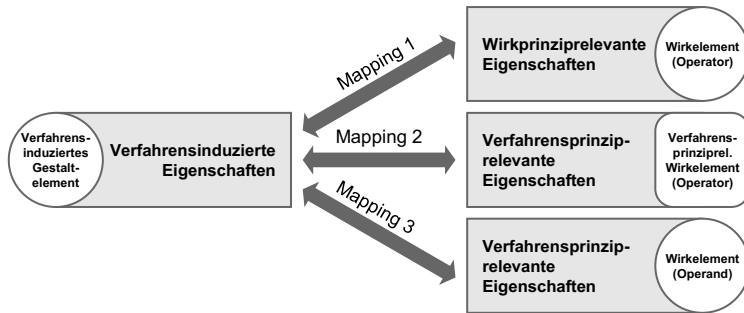 Verfahrens-
induziertes
Gestalt-
element
Verfahrensinduzierte
Eigenschaften
Mapping 1
Mapping 2
Mapping 3
Wirkprinziprelevante
Eigenschaften
Wirkelement
(Operator)
Verfahrensprinzip-
relevante
Eigenschaften
Verfahrens-
prinziprel.
Wirkelement
(Operator)
Verfahrensprinzip-
relevante
Eigenschaften
Wirkelement
(Operand)